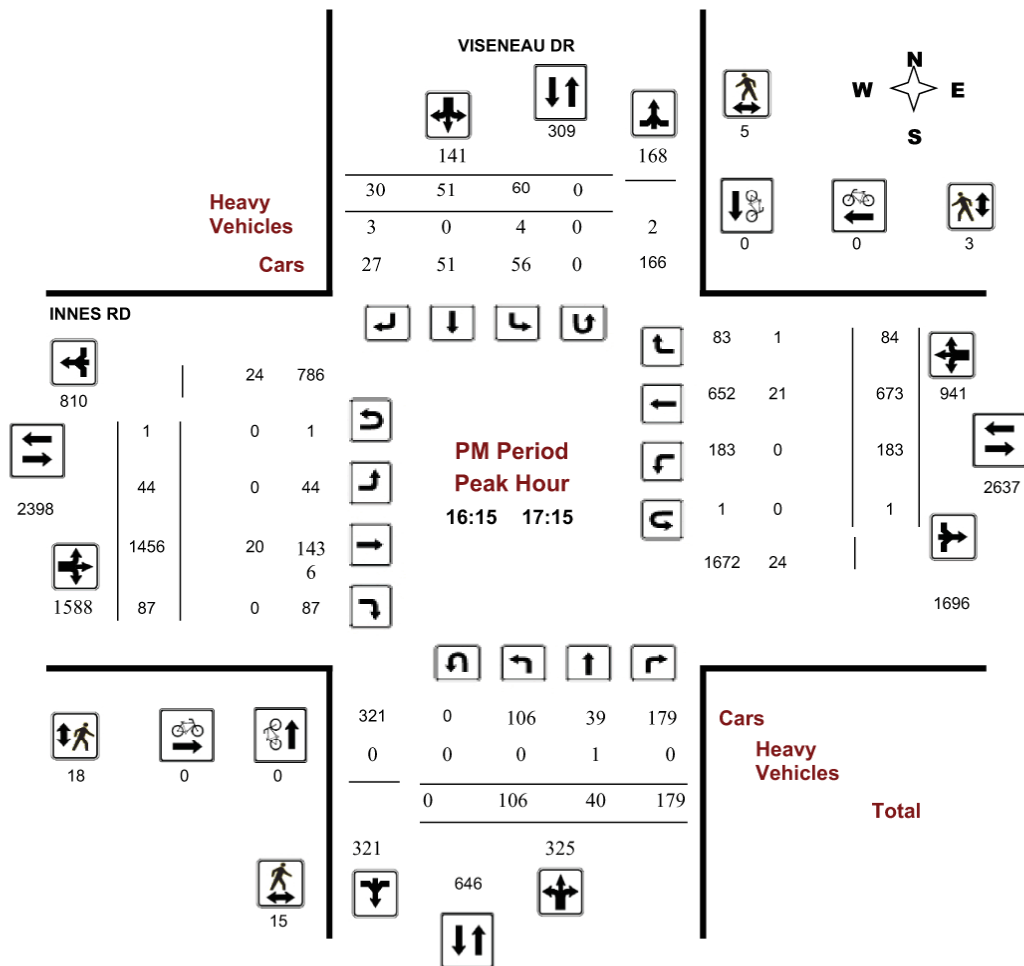 VISENEAU DR
N
W E
S
309
5
141
168
30 51 60 0
Heavy
Vehicles
3 0 4 0 2
0 0 3
Cars
27 51 56 0 166
INNES RD
83 1 84
24 786
810
652 21 673 941
1 0 1
183 0 183
PM Period
Peak Hour
44 0 44
2637
2398
16:15 17:15
1 0 1
1456 20 143
6
1672 24
1588 87 0 87
1696
321 0 106 39 179
Cars
0 0 0 1 0
Heavy
Vehicles
18 0 0
0 106 40 179
Total
321 325
646
15